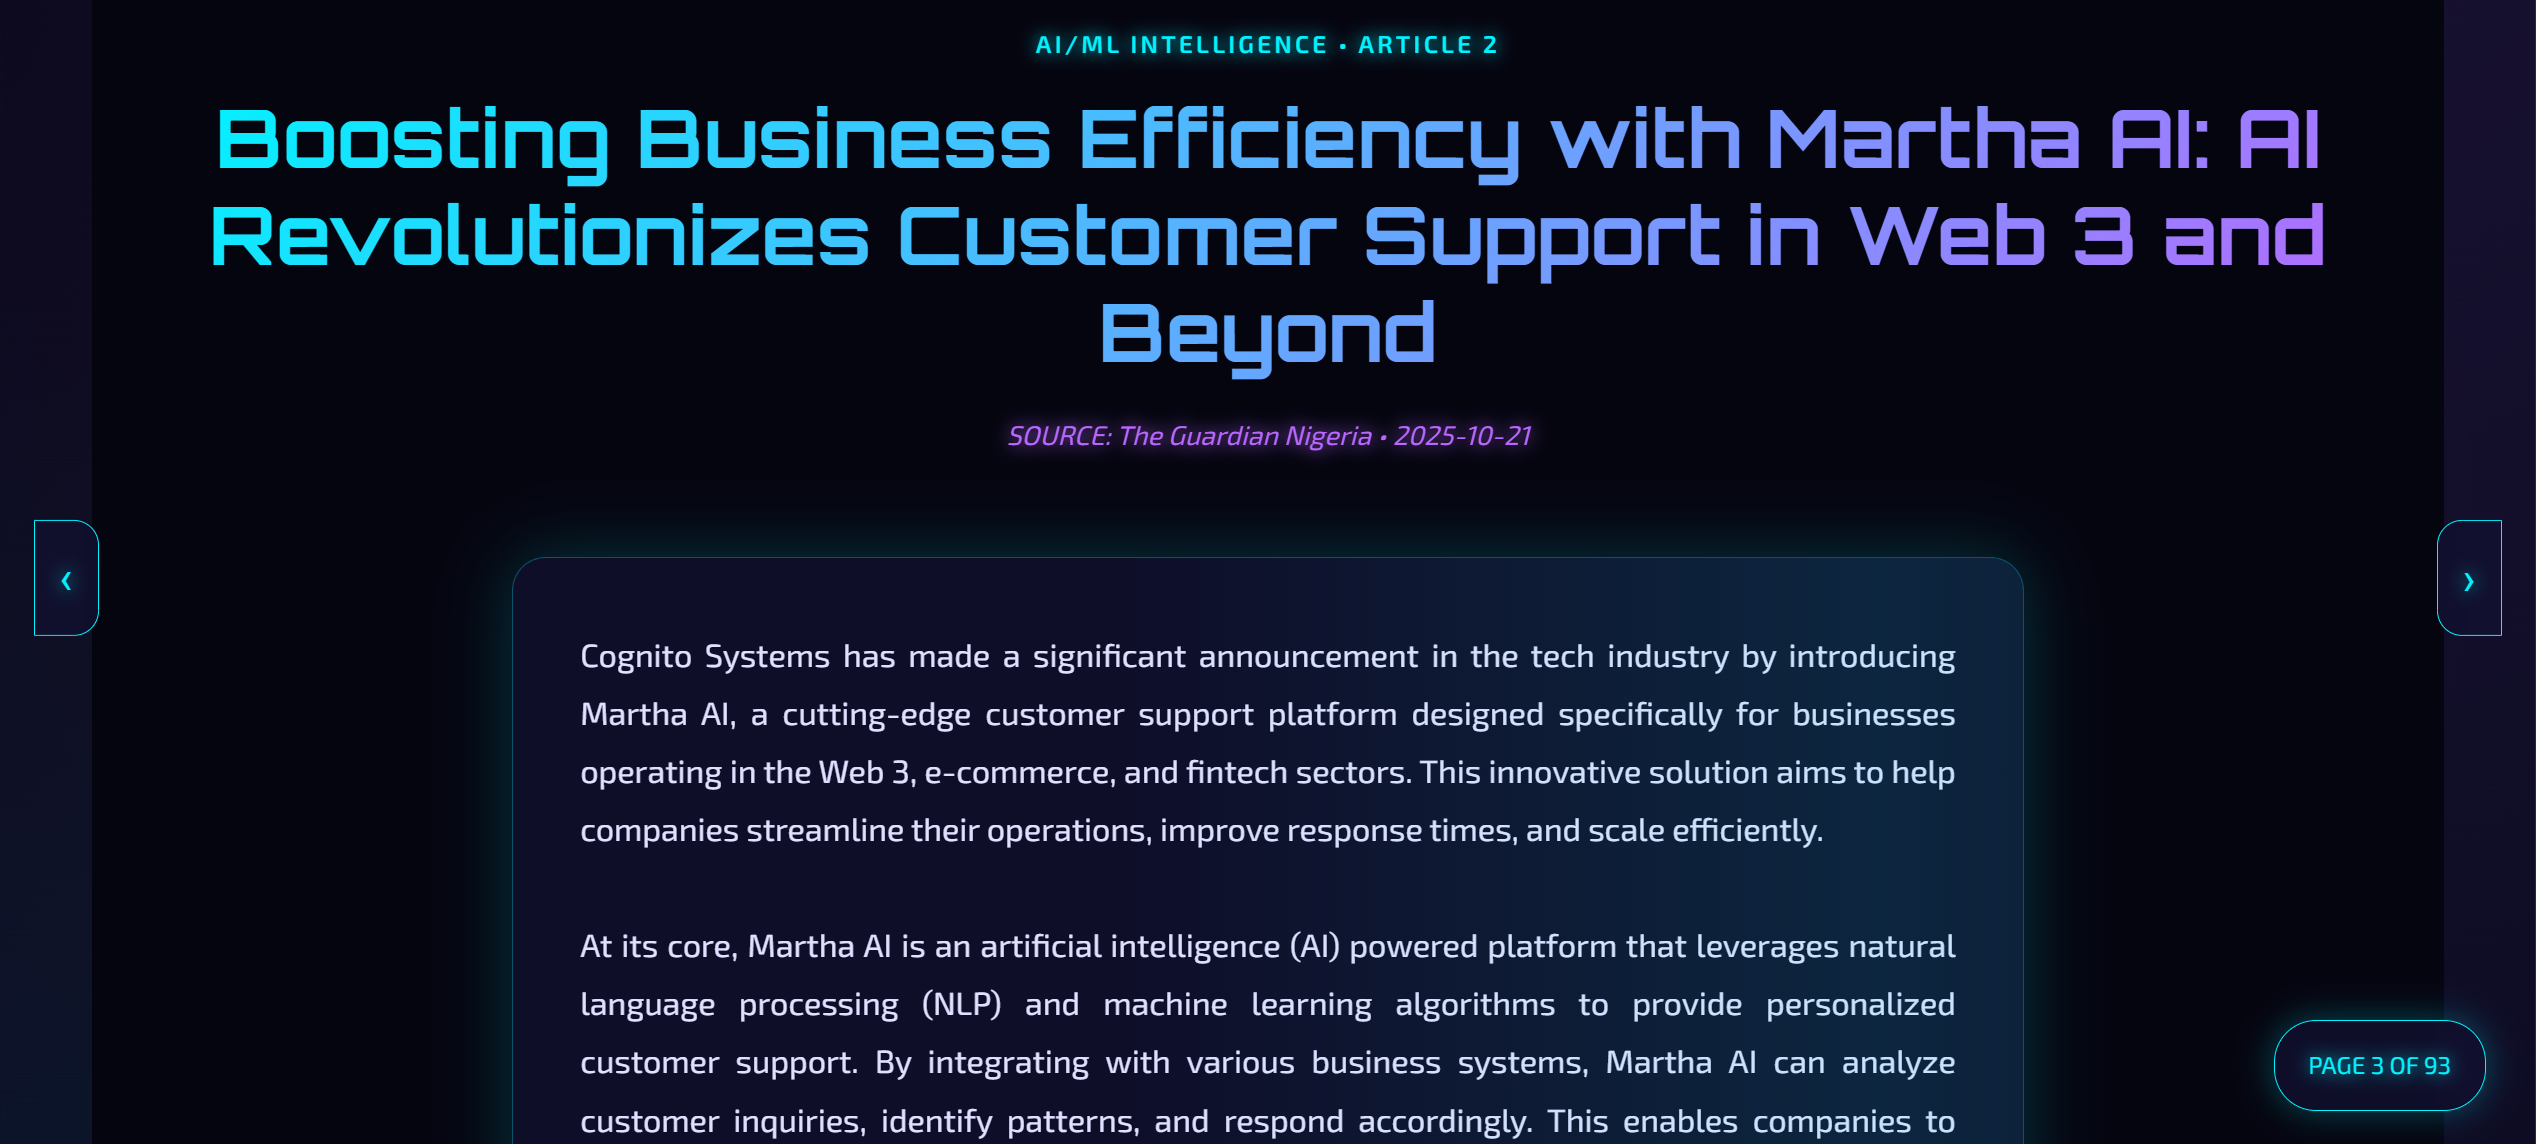 AI/ML INTELLIGENCE • ARTICLE 2
Boosting Business Efficiency with Martha AI: AI
Revolutionizes Customer Support in Web 3 and
Beyond
SOURCE: The Guardian Nigeria • 2025-10-21
‹
›
Cognito Systems has made a significant announcement in the tech industry by introducing
Martha AI, a cutting-edge customer support platform designed specifically for businesses
operating in the Web 3, e-commerce, and fintech sectors. This innovative solution aims to help
companies streamline their operations, improve response times, and scale efficiently.
At its core, Martha AI is an artificial intelligence (AI) powered platform that leverages natural
language processing (NLP) and machine learning algorithms to provide personalized
customer support. By integrating with various business systems, Martha AI can analyze
customer inquiries, identify patterns, and respond accordingly. This enables companies to
PAGE 3 OF 93